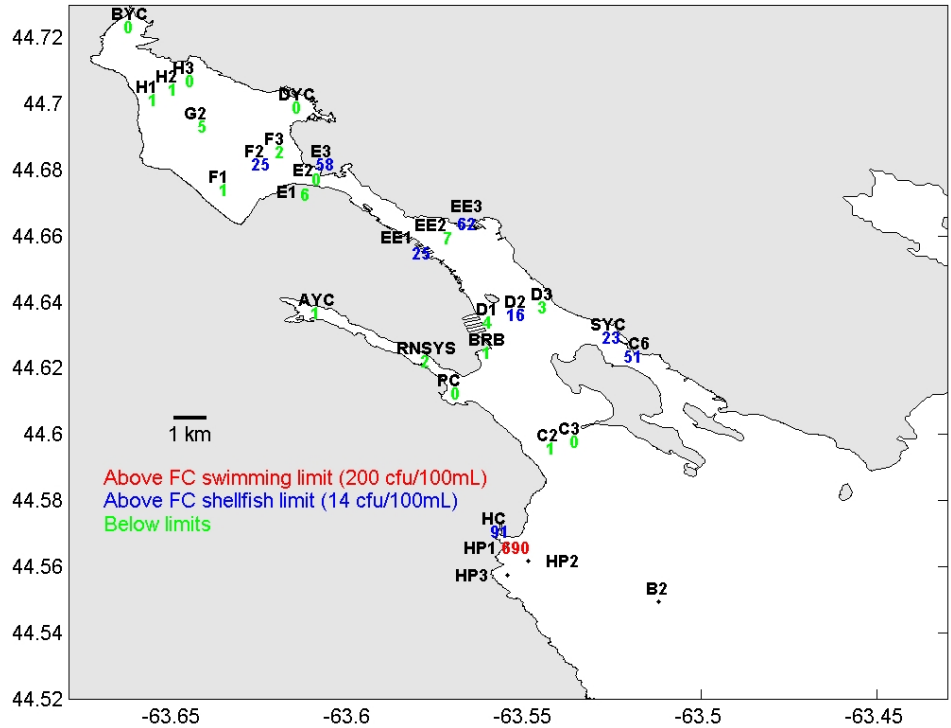 BYC
0
44.72
H3
0
H2
1
H1
1
DYC
0
44.7
G2
5
F3
2
F2
25
E3
58
44.68
E2
0
F1
1
E1 6
EE3
62
EE2
7
44.66
EE1
25
AYC
1
44.64
D3
3
D2
16
D1
4
SYC
23
BRB
1
C6
51
RNSYS
2
44.62
PC
0
1 km
44.6
C3
0
C2
1
Above FC swimming limit (200 cfu/100mL)
44.58
Above FC shellfish limit (14 cfu/100mL)
Below limits
HC
91
HP1 690
HP2
44.56
HP3
B2
44.54
44.52
-63.65
-63.6
-63.55
-63.5
-63.45